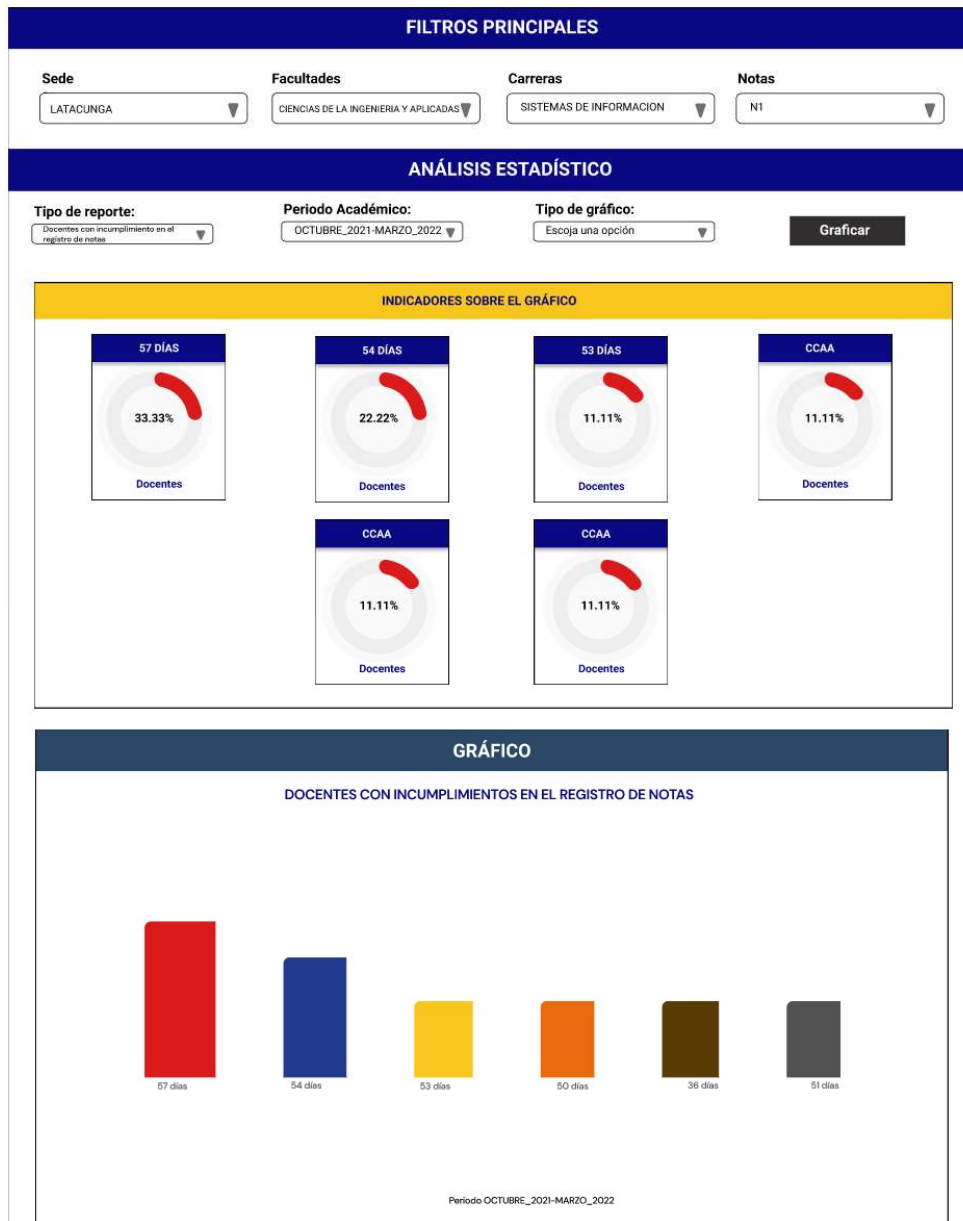 FILTROS PRINCIPALES
Sede Facultades Carreras Notas
LATACUNGA CIENCIAS DE LA INGENIERIA Y APLICADAS SISTEMAS DE INFORMACION N1
ANÁLISIS ESTADÍSTICO
Tipo de reporte: Periodo Académico: Tipo de gráfico:
Docentes con incumplimiento en el
registro de notas
OCTUBRE_2021-MARZO_2022 Escoja una opción Graficar
INDICADORES SOBRE EL GRÁFICO
57 DÍAS 54 DÍAS 53 DÍAS CCAA
33.33% 22.22% 11.11% 11.11%
Docentes Docentes Docentes Docentes
CCAA CCAA
11.11% 11.11%
Docentes Docentes
GRÁFICO
DOCENTES CON INCUMPLIMIENTOS EN EL REGISTRO DE NOTAS
57 días 54 días 53 días 50 días 36 días 51 días
Periodo OCTUBRE_2021-MARZO_2022